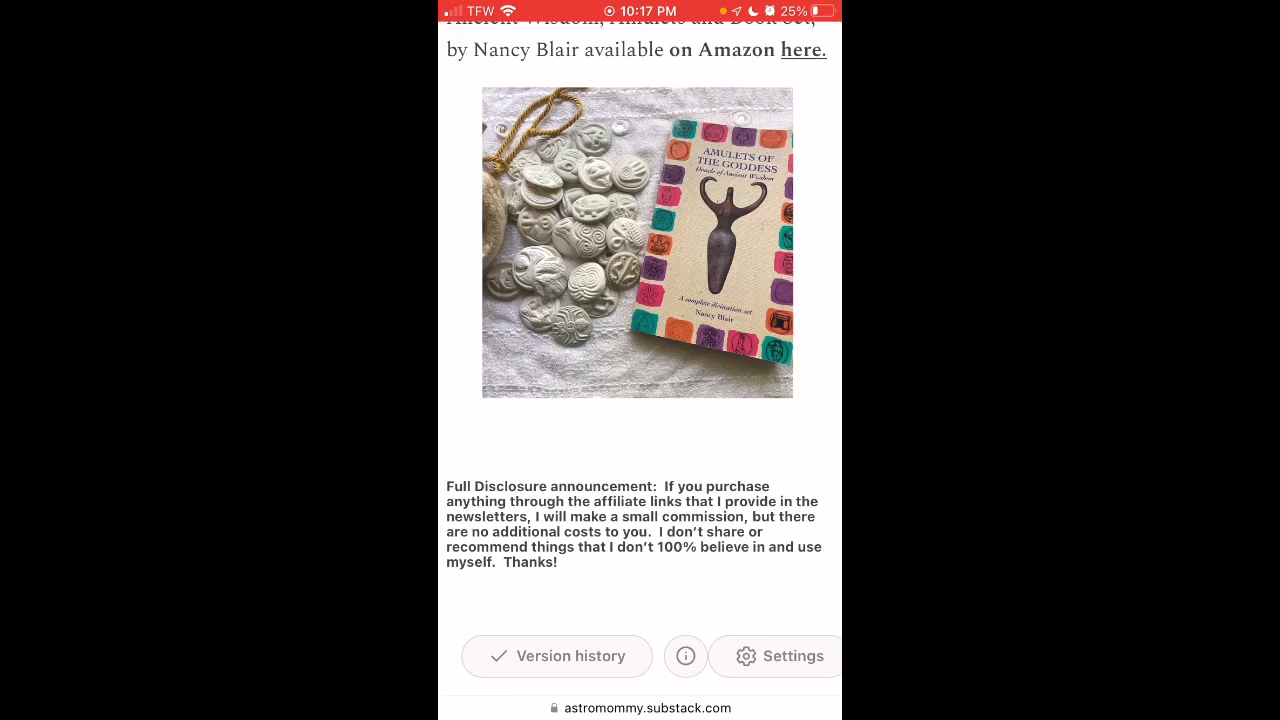 TFW 10:17 PM 25%
by Nancy Blair available on Amazon here.
AMULETS OF
THE GODDESS
Oracle of Ancient Wisdom
A complete divination set
Nancy Blair
Full Disclosure announcement: If you purchase
anything through the affiliate links that I provide in the
newsletters, I will make a small commission, but there
are no additional costs to you. I don’t share or
recommend things that I don’t 100% believe in and use
myself. Thanks!
Version history
Settings
astromommy.substack.com